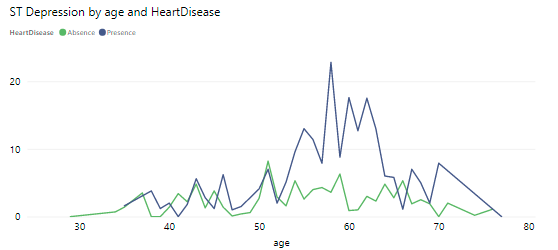 ST Depression by age and HeartDisease
HeartDisease Absence Presence
20
10
0
30 40 50 60 70 80
age